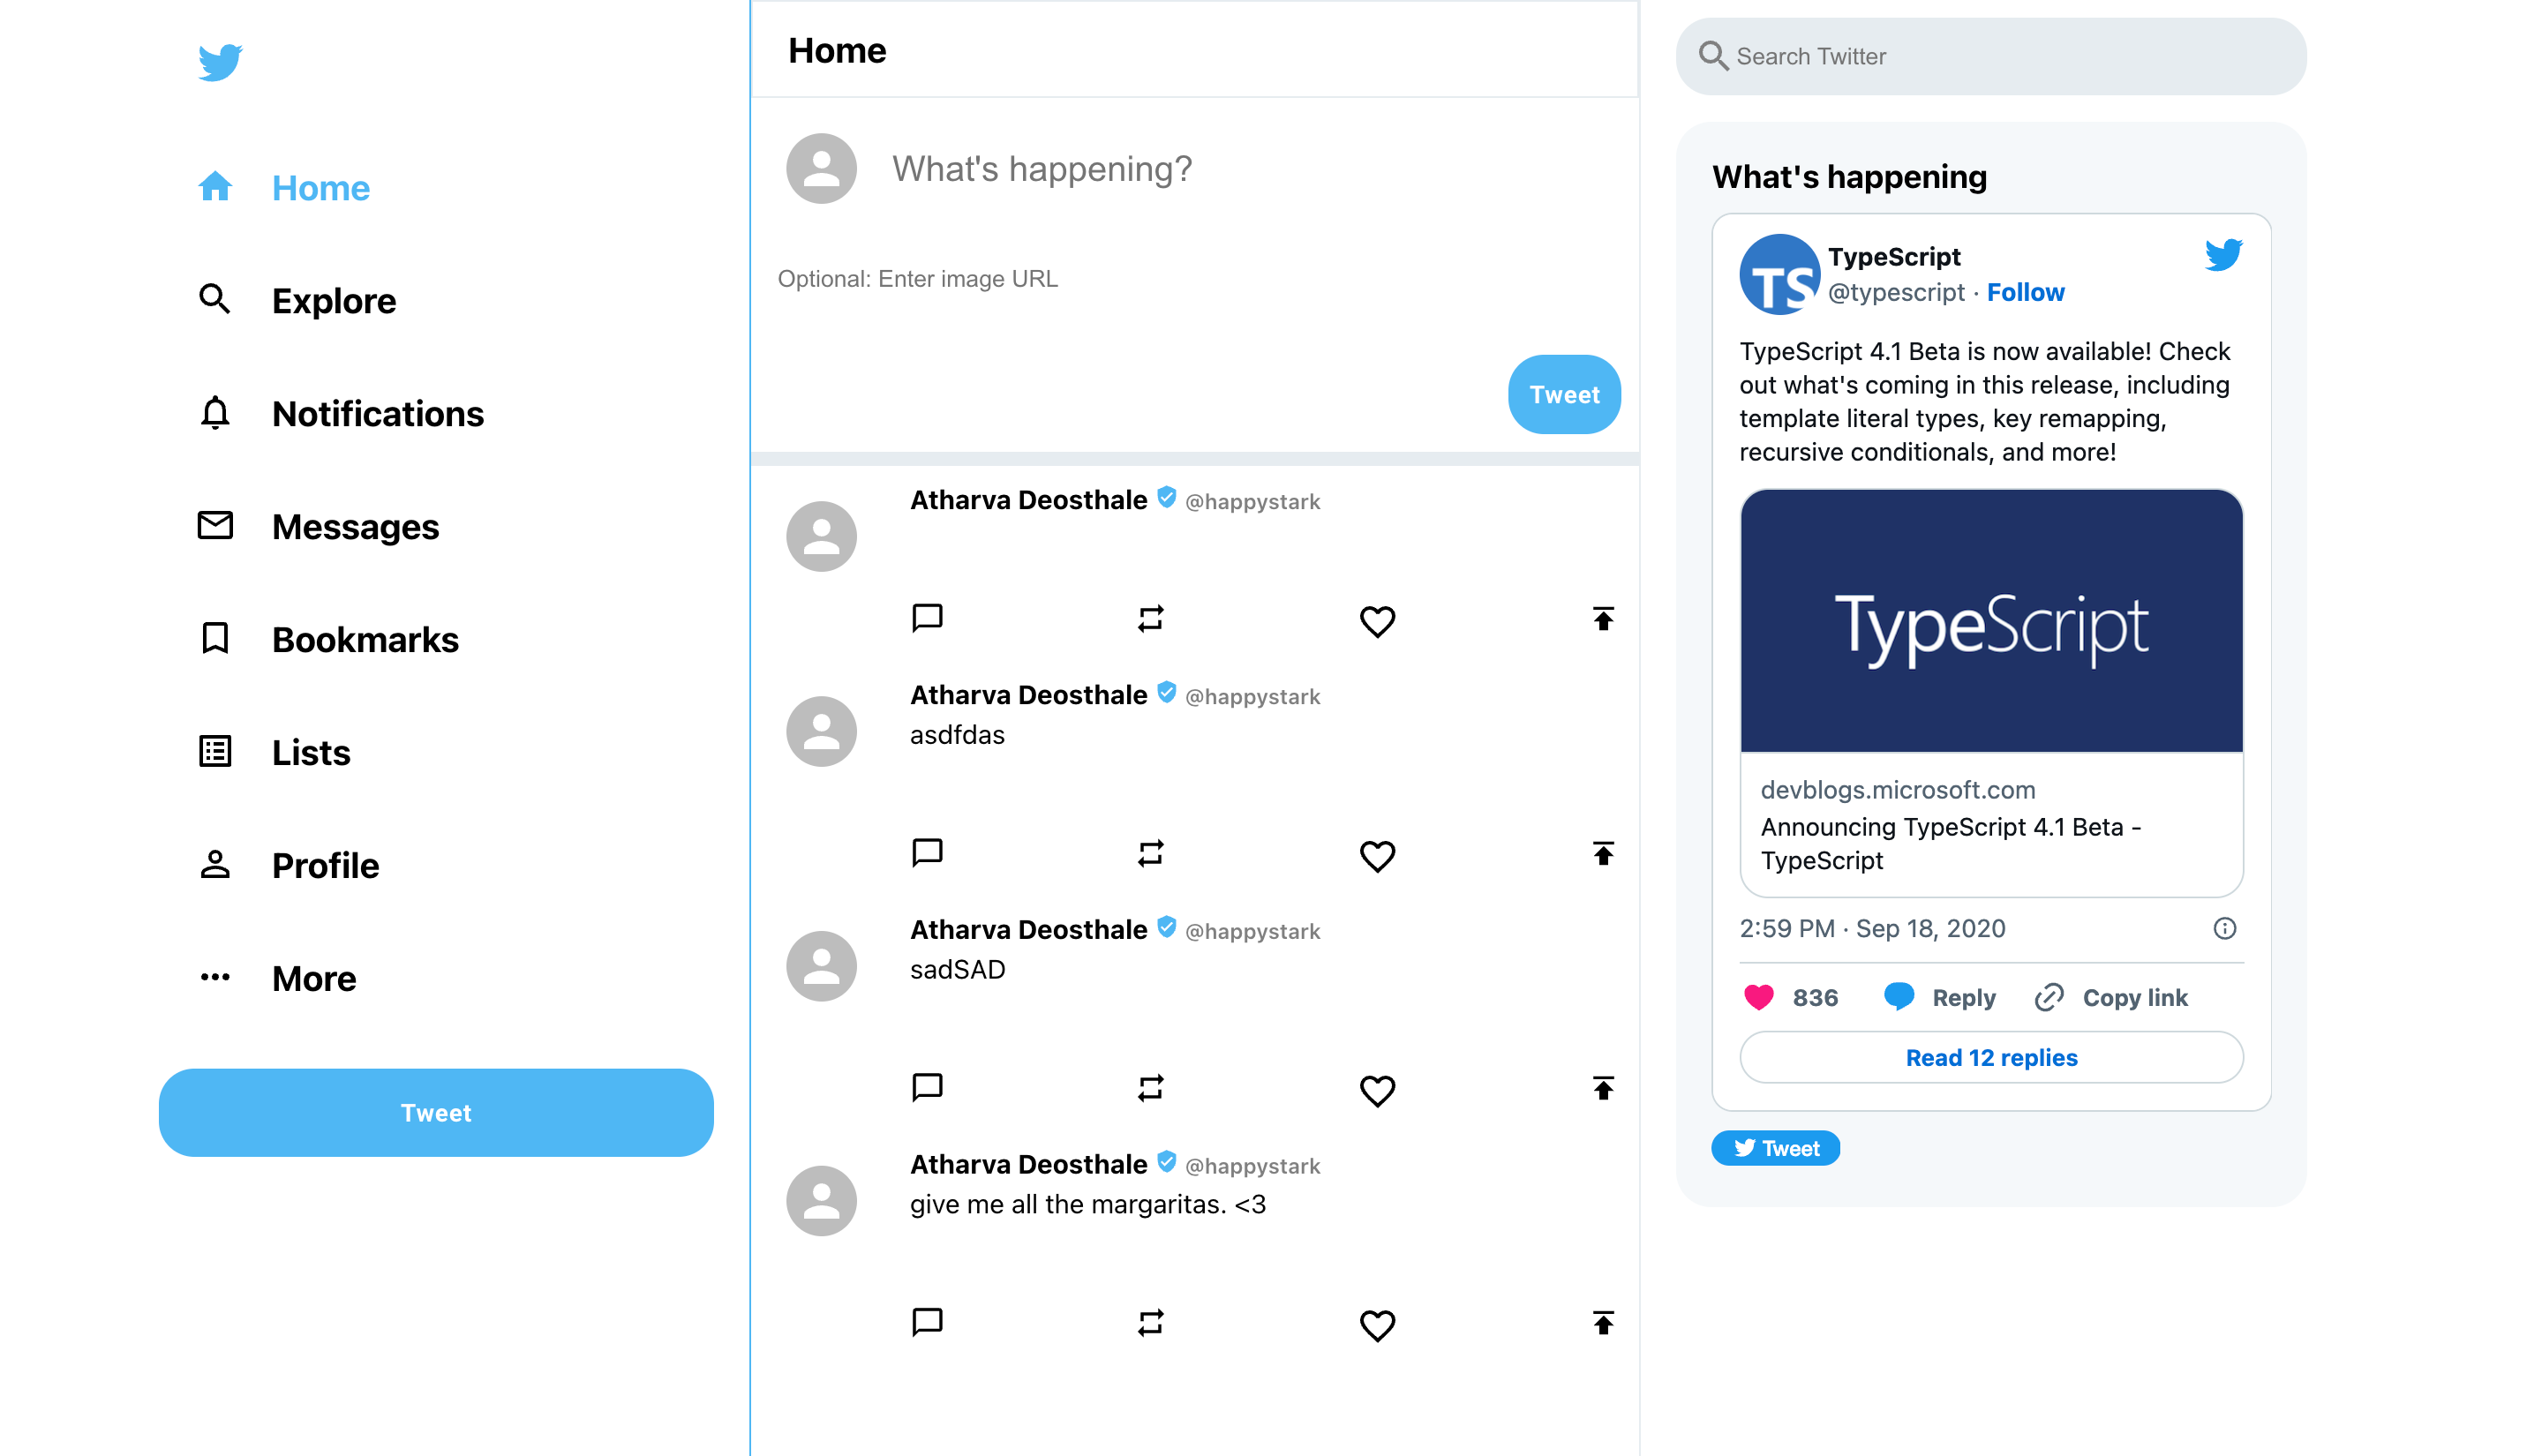 Home
Explore
Notifications
Messages
Bookmarks
Lists
Profile
More
Tweet
Home
What's happening?
Optional: Enter image URL
Tweet
Atharva Deosthale @happystark
Atharva Deosthale @happystark
asdfdas
Atharva Deosthale @happystark
sadSAD
Atharva Deosthale @happystark
give me all the margaritas. <3
Search Twitter
What's happening
TS
TypeScript
@typescript · Follow
TypeScript 4.1 Beta is now available! Check
out what's coming in this release, including
template literal types, key remapping,
recursive conditionals, and more!
TypeScript
devblogs.microsoft.com
Announcing TypeScript 4.1 Beta -
TypeScript
2:59 PM · Sep 18, 2020
836 Reply Copy link
Read 12 replies
Tweet